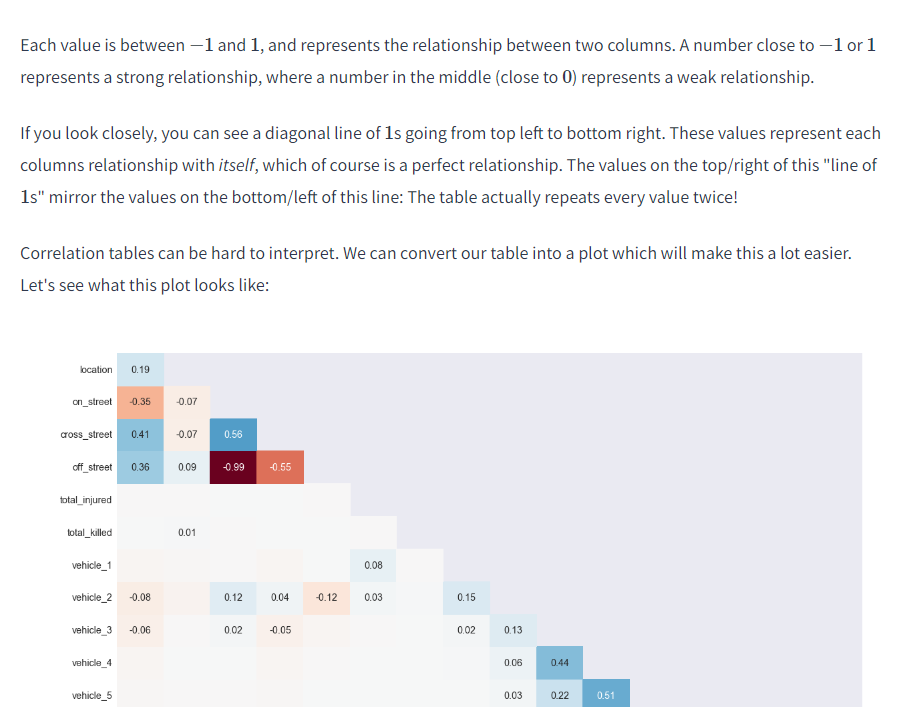 Each value is between −1 and 1, and represents the relationship between two columns. A number close to −1 or 1
represents a strong relationship, where a number in the middle (close to 0) represents a weak relationship.
If you look closely, you can see a diagonal line of 1s going from top left to bottom right. These values represent each
columns relationship with itself, which of course is a perfect relationship. The values on the top/right of this "line of
1s" mirror the values on the bottom/left of this line: The table actually repeats every value twice!
Correlation tables can be hard to interpret. We can convert our table into a plot which will make this a lot easier.
Let's see what this plot looks like:
location 0.19
on_street -0.35 -0.07
cross_street 0.41 -0.07 0.56
off_street 0.36 0.09 -0.99 -0.55
total_injured
total_killed 0.01
vehicle_1 0.08
vehicle_2 -0.08 0.12 0.04 -0.12 0.03 0.15
vehicle_3 -0.06 0.02 -0.05 0.02 0.13
vehicle_4 0.06 0.44
vehicle_5 0.03 0.22 0.51